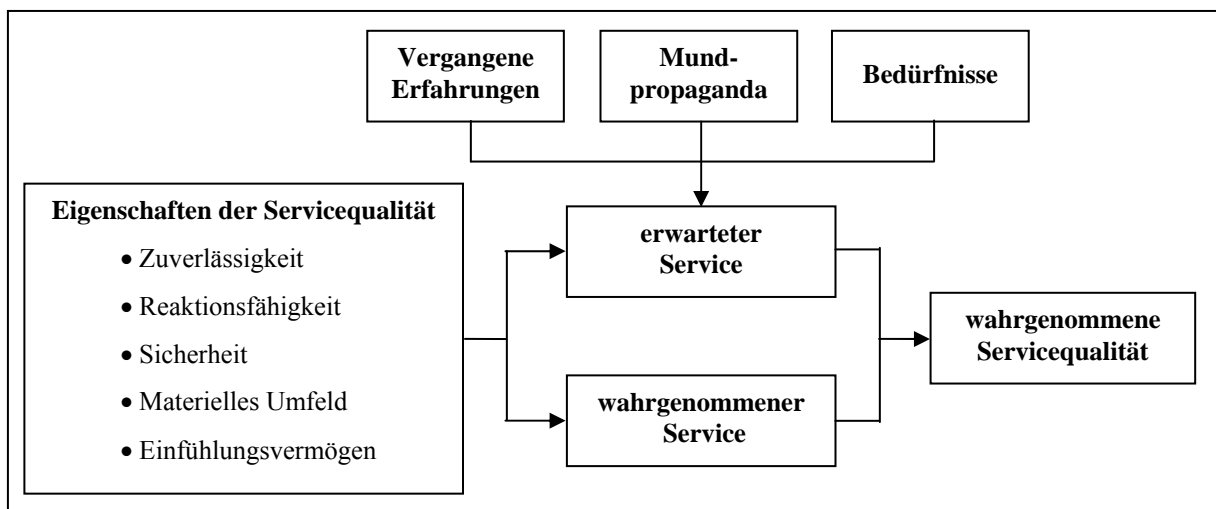 Vergangene
Erfahrungen
Mund-
propaganda
Bedürfnisse
Eigenschaften der Servicequalität
• Zuverlässigkeit
• Reaktionsfähigkeit
• Sicherheit
• Materielles Umfeld
• Einfühlungsvermögen
erwarteter
Service
wahrgenommener
Service
wahrgenommene
Servicequalität